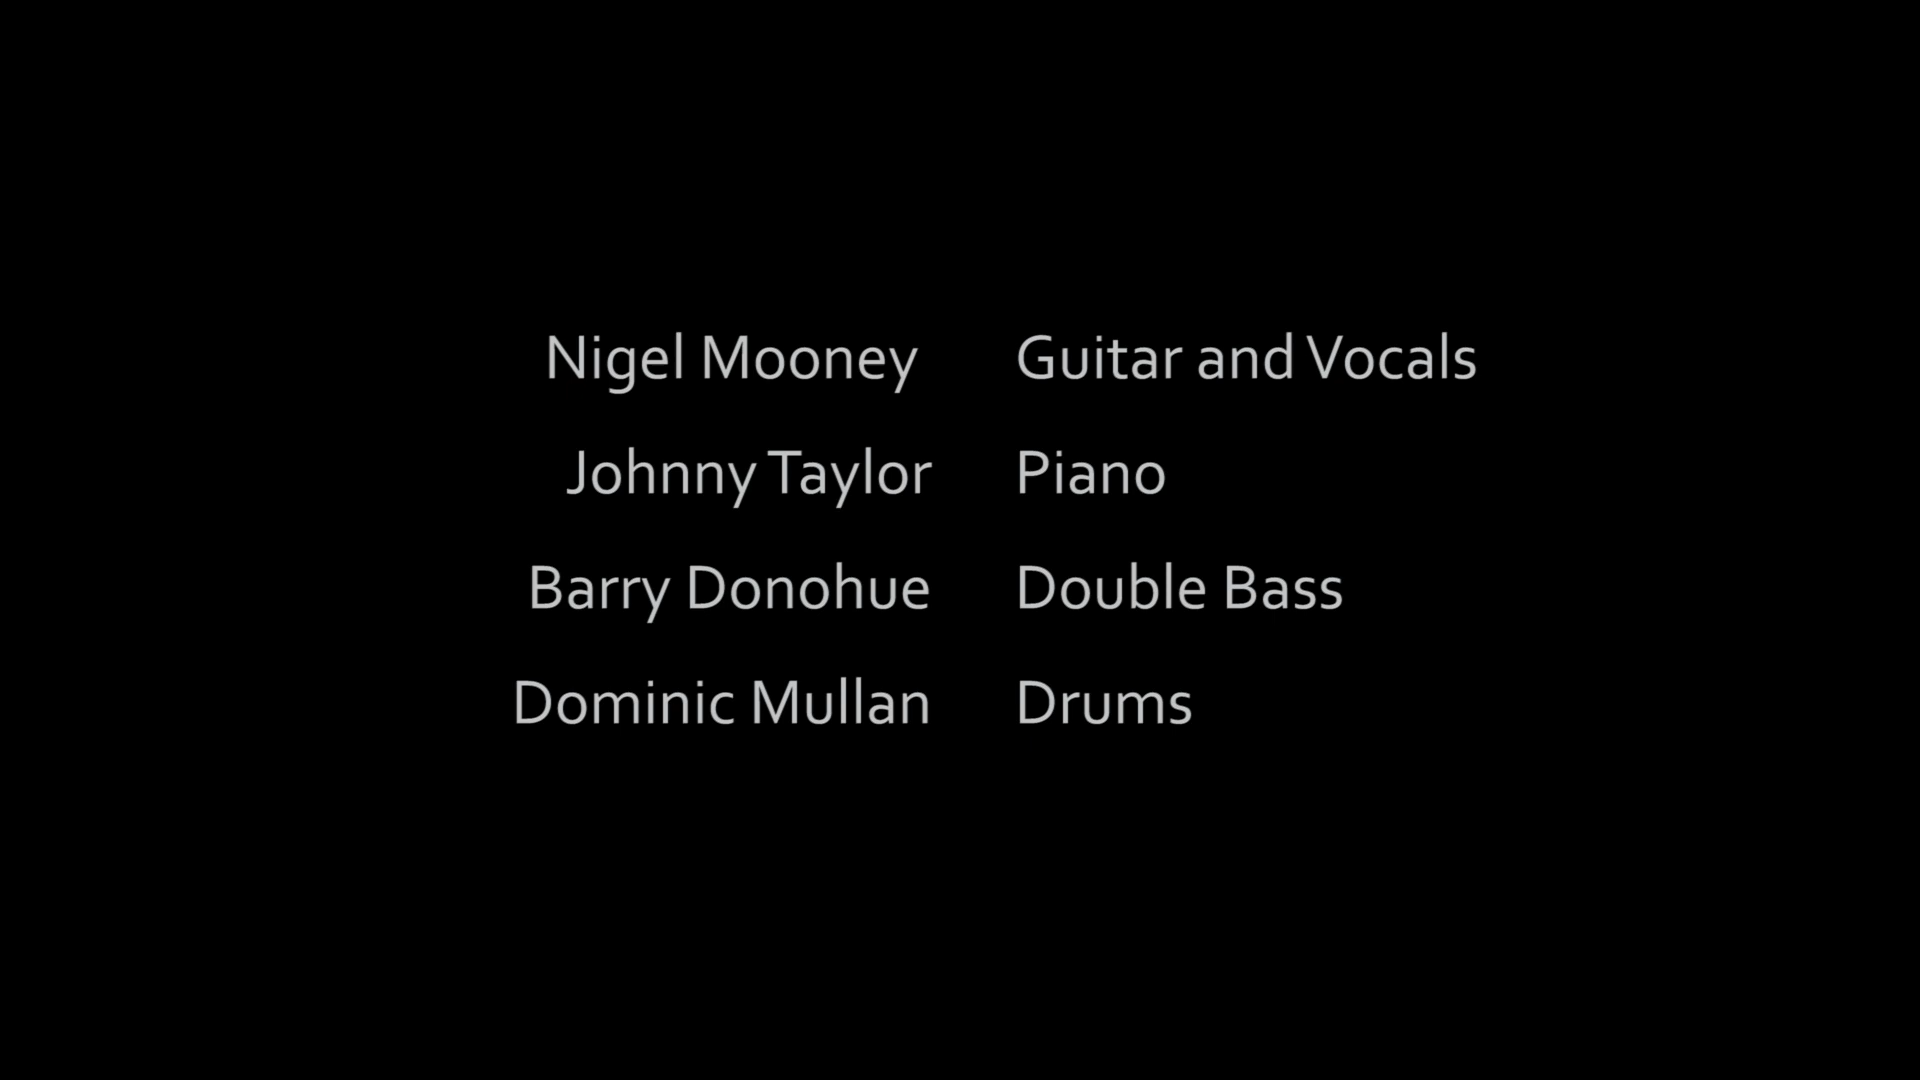 Nigel Mooney Guitar and Vocals
Johnny Taylor Piano
Barry Donohue Double Bass
Dominic Mullan Drums